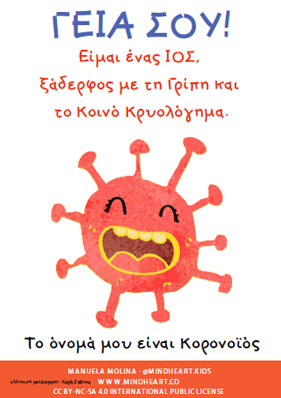 ΓΕΙΑ ΣΟΥ!
Είμαι ένας ΙΟΣ,
ξάδερφος με τη Γρίπη και
το Κοινό Κρυολόγημα.
Το όνομά μου είναι Κορονοϊός
MANUELA MOLINA - @MINDHEART.KIDS
WWW.MINDHEART.CO
CC BY-NC-SA 4.0 INTERNATIONAL PUBLIC LICENSE